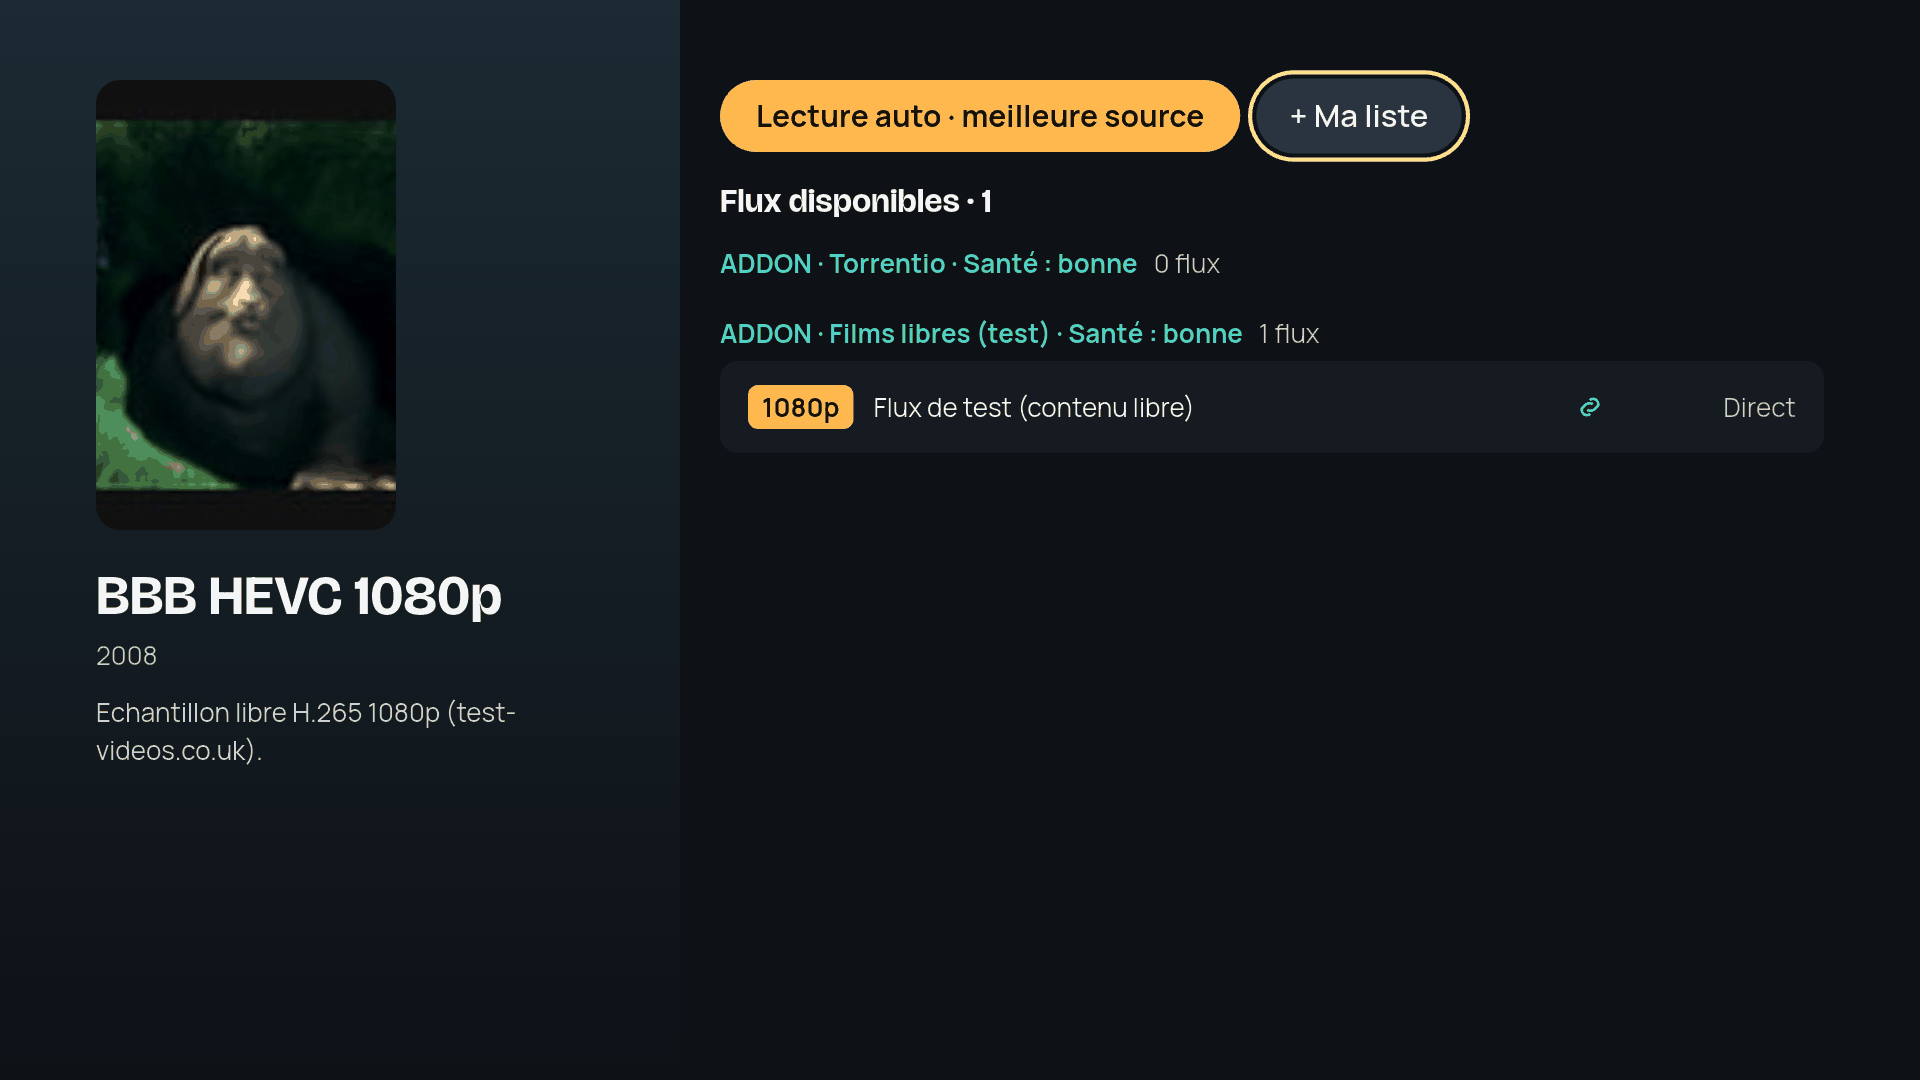 Lecture auto · meilleure source
+ Ma liste
Flux disponibles · 1
ADDON · Torrentio · Santé : bonne 0 flux
ADDON · Films libres (test) · Santé : bonne 1 flux
1080p Flux de test (contenu libre) Direct
BBB HEVC 1080p
2008
Echantillon libre H.265 1080p (test-
videos.co.uk).